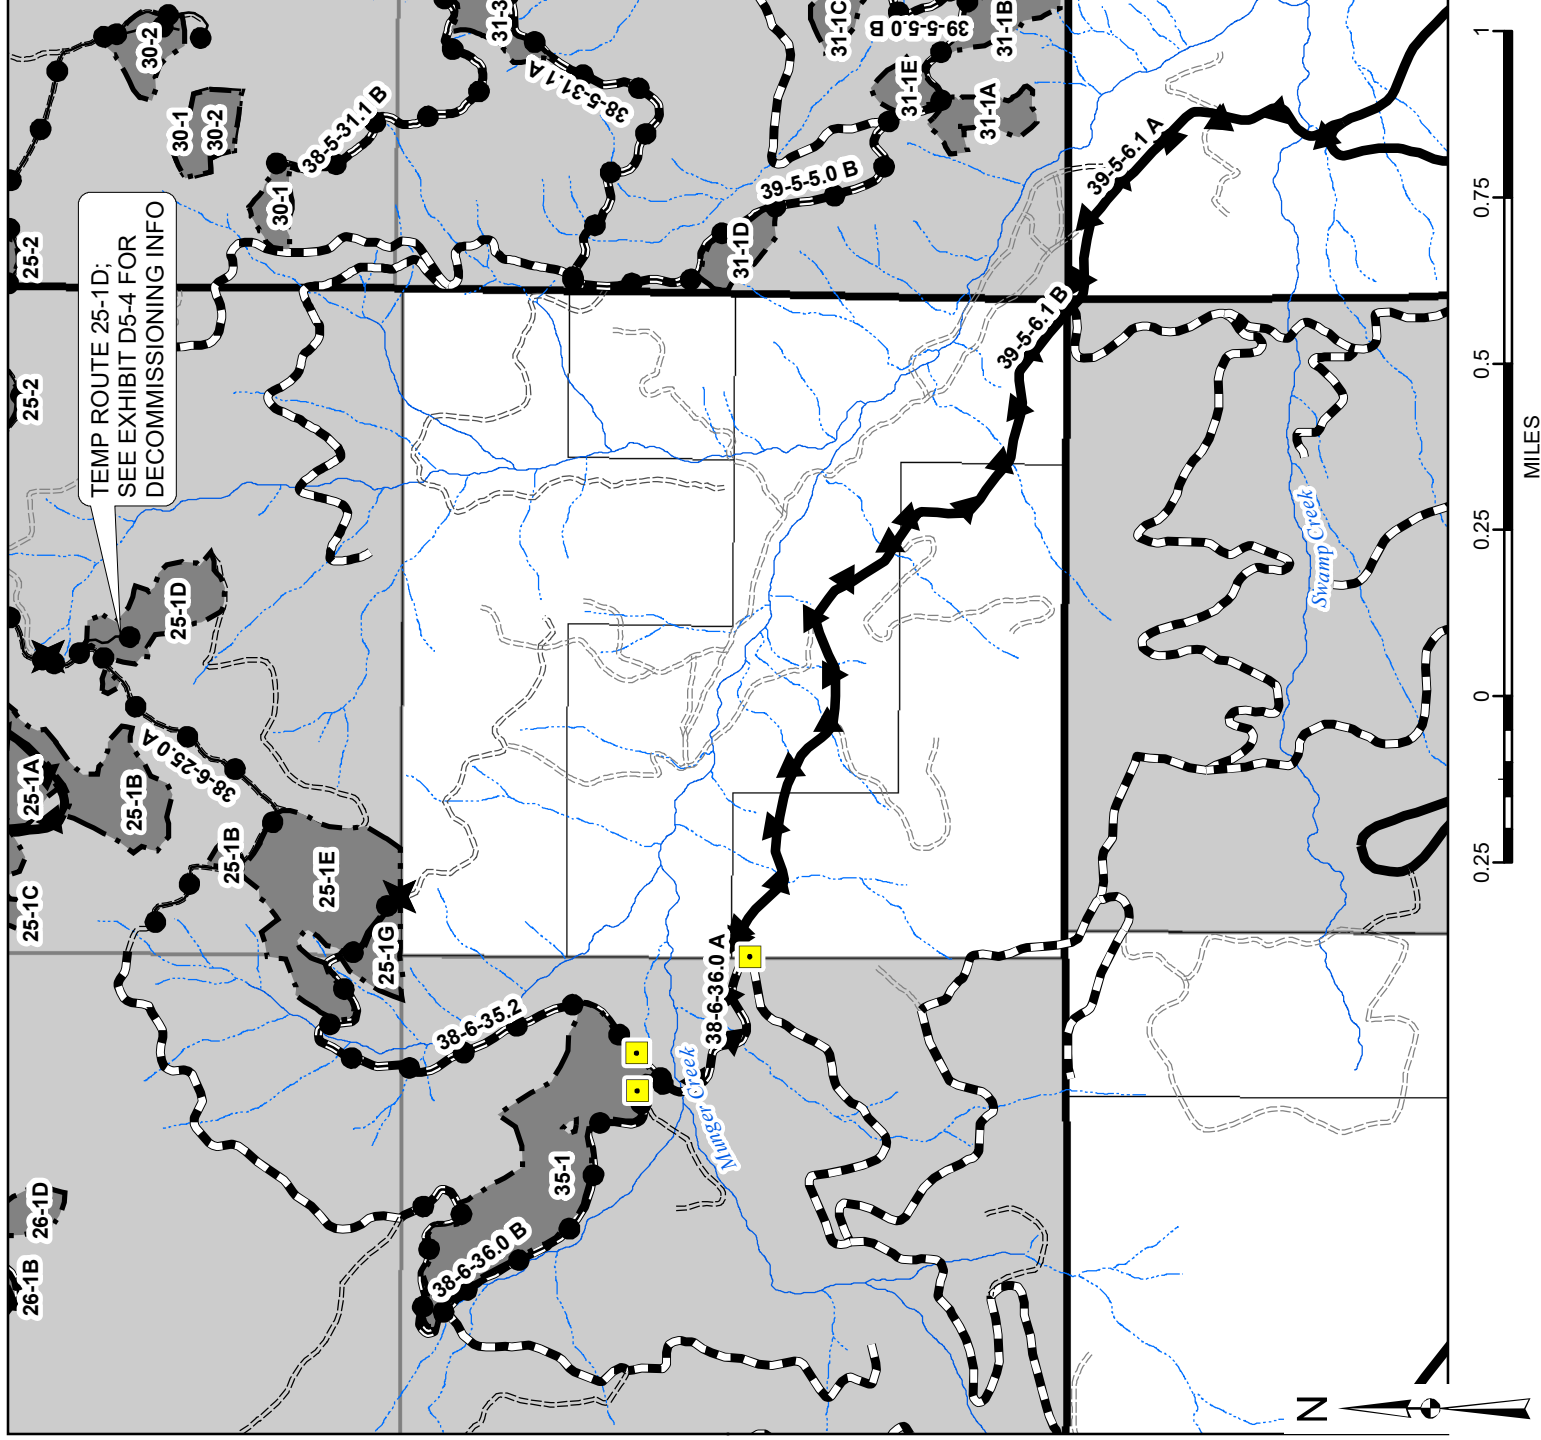 26-1B
26-1D
25-1C
25-1A
25-1B
25-1B
25-1E
25-1G
38-6-25.0 A
25-1D
TEMP ROUTE 25-1D;
SEE EXHIBIT D5-4 FOR
DECOMMISSIONING INFO
25-2
25-2
30-1
30-2
30-2
30-1
38-5-31.1 B
31-3
38-5-31.1 A
31-1C
39-5-5.0 B
31-1B
31-1E
31-1A
39-5-5.0 B
31-1D
38-6-35.2
35-1
38-6-36.0 B
38-6-36.0 A
Munger Creek
39-5-6.1 B
39-5-6.1 A
Swamp Creek
N
0.25
0
0.25
0.5
0.75
1
MILES